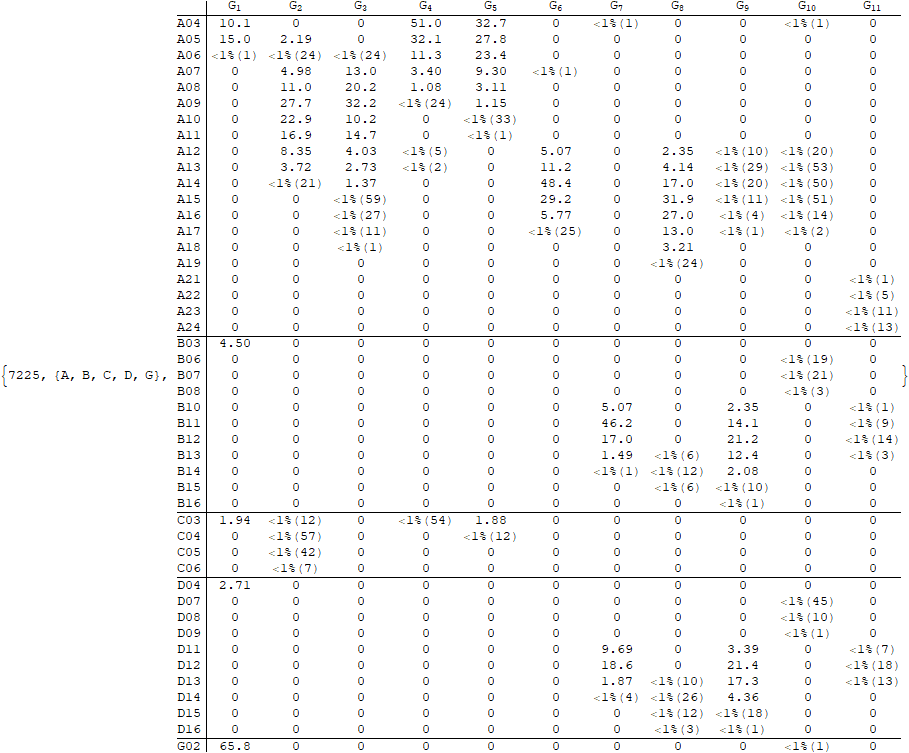 G1 G2 G3 G4 G5 G6 G7 G8 G9 G10 G11
A04 10.1 0 0 51.0 32.7 0 <1%(1) 0 0 <1%(1) 0
A05 15.0 2.19 0 32.1 27.8 0 0 0 0 0 0
A06 <1%(1) <1%(24) <1%(24) 11.3 23.4 0 0 0 0 0 0
A07 0 4.98 13.0 3.40 9.30 <1%(1) 0 0 0 0 0
A08 0 11.0 20.2 1.08 3.11 0 0 0 0 0 0
A09 0 27.7 32.2 <1%(24) 1.15 0 0 0 0 0 0
A10 0 22.9 10.2 0 <1%(33) 0 0 0 0 0 0
A11 0 16.9 14.7 0 <1%(1) 0 0 0 0 0 0
A12 0 8.35 4.03 <1%(5) 0 5.07 0 2.35 <1%(10) <1%(20) 0
A13 0 3.72 2.73 <1%(2) 0 11.2 0 4.14 <1%(29) <1%(53) 0
A14 0 <1%(21) 1.37 0 0 48.4 0 17.0 <1%(20) <1%(50) 0
A15 0 0 <1%(59) 0 0 29.2 0 31.9 <1%(11) <1%(51) 0
A16 0 0 <1%(27) 0 0 5.77 0 27.0 <1%(4) <1%(14) 0
A17 0 0 <1%(11) 0 0 <1%(25) 0 13.0 <1%(1) <1%(2) 0
A18 0 0 <1%(1) 0 0 0 0 3.21 0 0 0
A19 0 0 0 0 0 0 0 <1%(24) 0 0 0
A21 0 0 0 0 0 0 0 0 0 0 <1%(1)
A22 0 0 0 0 0 0 0 0 0 0 <1%(5)
A23 0 0 0 0 0 0 0 0 0 0 <1%(11)
A24 0 0 0 0 0 0 0 0 0 0 <1%(13)
B03 4.50 0 0 0 0 0 0 0 0 0 0
B06 0 0 0 0 0 0 0 0 0 <1%(19) 0
{7225, {A, B, C, D, G}, B07 0 0 0 0 0 0 0 0 0 <1%(21) 0 }
B08 0 0 0 0 0 0 0 0 0 <1%(3) 0
B10 0 0 0 0 0 0 5.07 0 2.35 0 <1%(1)
B11 0 0 0 0 0 0 46.2 0 14.1 0 <1%(9)
B12 0 0 0 0 0 0 17.0 0 21.2 0 <1%(14)
B13 0 0 0 0 0 0 1.49 <1%(6) 12.4 0 <1%(3)
B14 0 0 0 0 0 0 <1%(1) <1%(12) 2.08 0 0
B15 0 0 0 0 0 0 0 <1%(6) <1%(10) 0 0
B16 0 0 0 0 0 0 0 0 <1%(1) 0 0
C03 1.94 <1%(12) 0 <1%(54) 1.88 0 0 0 0 0 0
C04 0 <1%(57) 0 0 <1%(12) 0 0 0 0 0 0
C05 0 <1%(42) 0 0 0 0 0 0 0 0 0
C06 0 <1%(7) 0 0 0 0 0 0 0 0 0
D04 2.71 0 0 0 0 0 0 0 0 0 0
D07 0 0 0 0 0 0 0 0 0 <1%(45) 0
D08 0 0 0 0 0 0 0 0 0 <1%(10) 0
D09 0 0 0 0 0 0 0 0 0 <1%(1) 0
D11 0 0 0 0 0 0 9.69 0 3.39 0 <1%(7)
D12 0 0 0 0 0 0 18.6 0 21.4 0 <1%(18)
D13 0 0 0 0 0 0 1.87 <1%(10) 17.3 0 <1%(13)
D14 0 0 0 0 0 0 <1%(4) <1%(26) 4.36 0 0
D15 0 0 0 0 0 0 0 <1%(12) <1%(18) 0 0
D16 0 0 0 0 0 0 0 <1%(3) <1%(1) 0 0
G02 65.8 0 0 0 0 0 0 0 0 <1%(1) 0